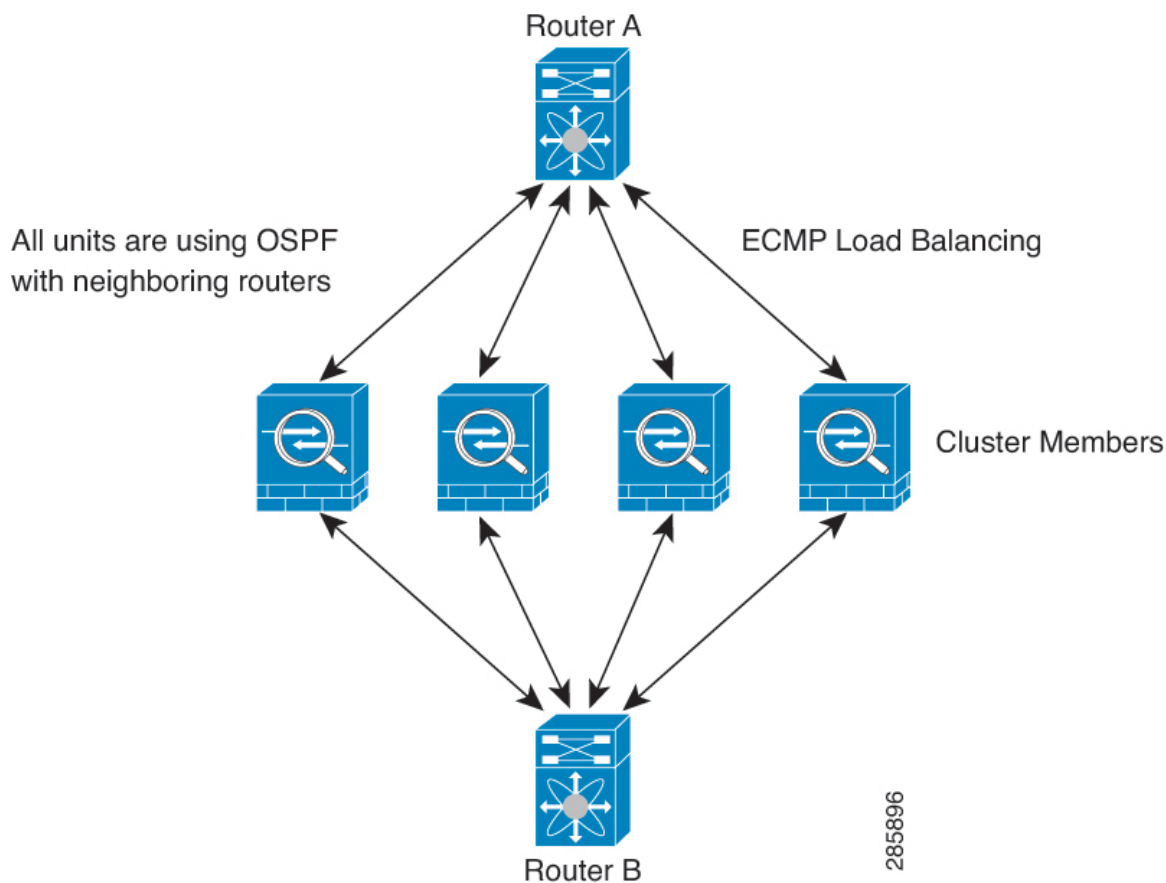 Router A
All units are using OSPF
with neighboring routers
ECMP Load Balancing
Cluster Members
Router B
285896